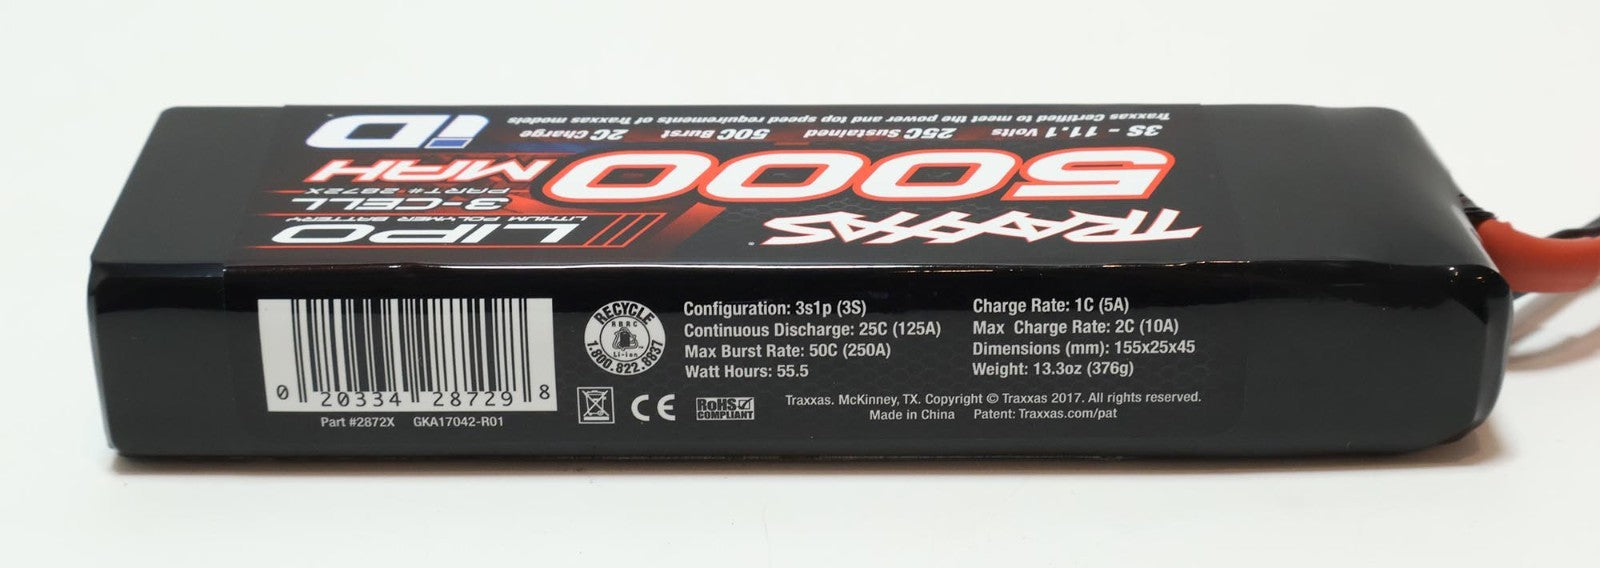 TRAXXAS
5000 MAH
3S - 11.1 Volts 25C Sustained 50C Burst 2C Charge
Traxxas Certified to meet the power and top speed requirements of Traxxas models
iD
LIPO
LITHIUM POLYMER BATTERY
3-CELL
PART# 2872X
0 20334 28729 8
Part #2872X GKA17042-R01
RECYCLE
RBRC
Li-ion
1.800.822.8837
Configuration: 3s1p (3S)
Continuous Discharge: 25C (125A)
Max Burst Rate: 50C (250A)
Watt Hours: 55.5
Charge Rate: 1C (5A)
Max Charge Rate: 2C (10A)
Dimensions (mm): 155x25x45
Weight: 13.3oz (376g)
CE
RoHS
COMPLIANT
Traxxas. McKinney, TX. Copyright © Traxxas 2017. All rights reserved.
Made in China Patent: Traxxas.com/pat